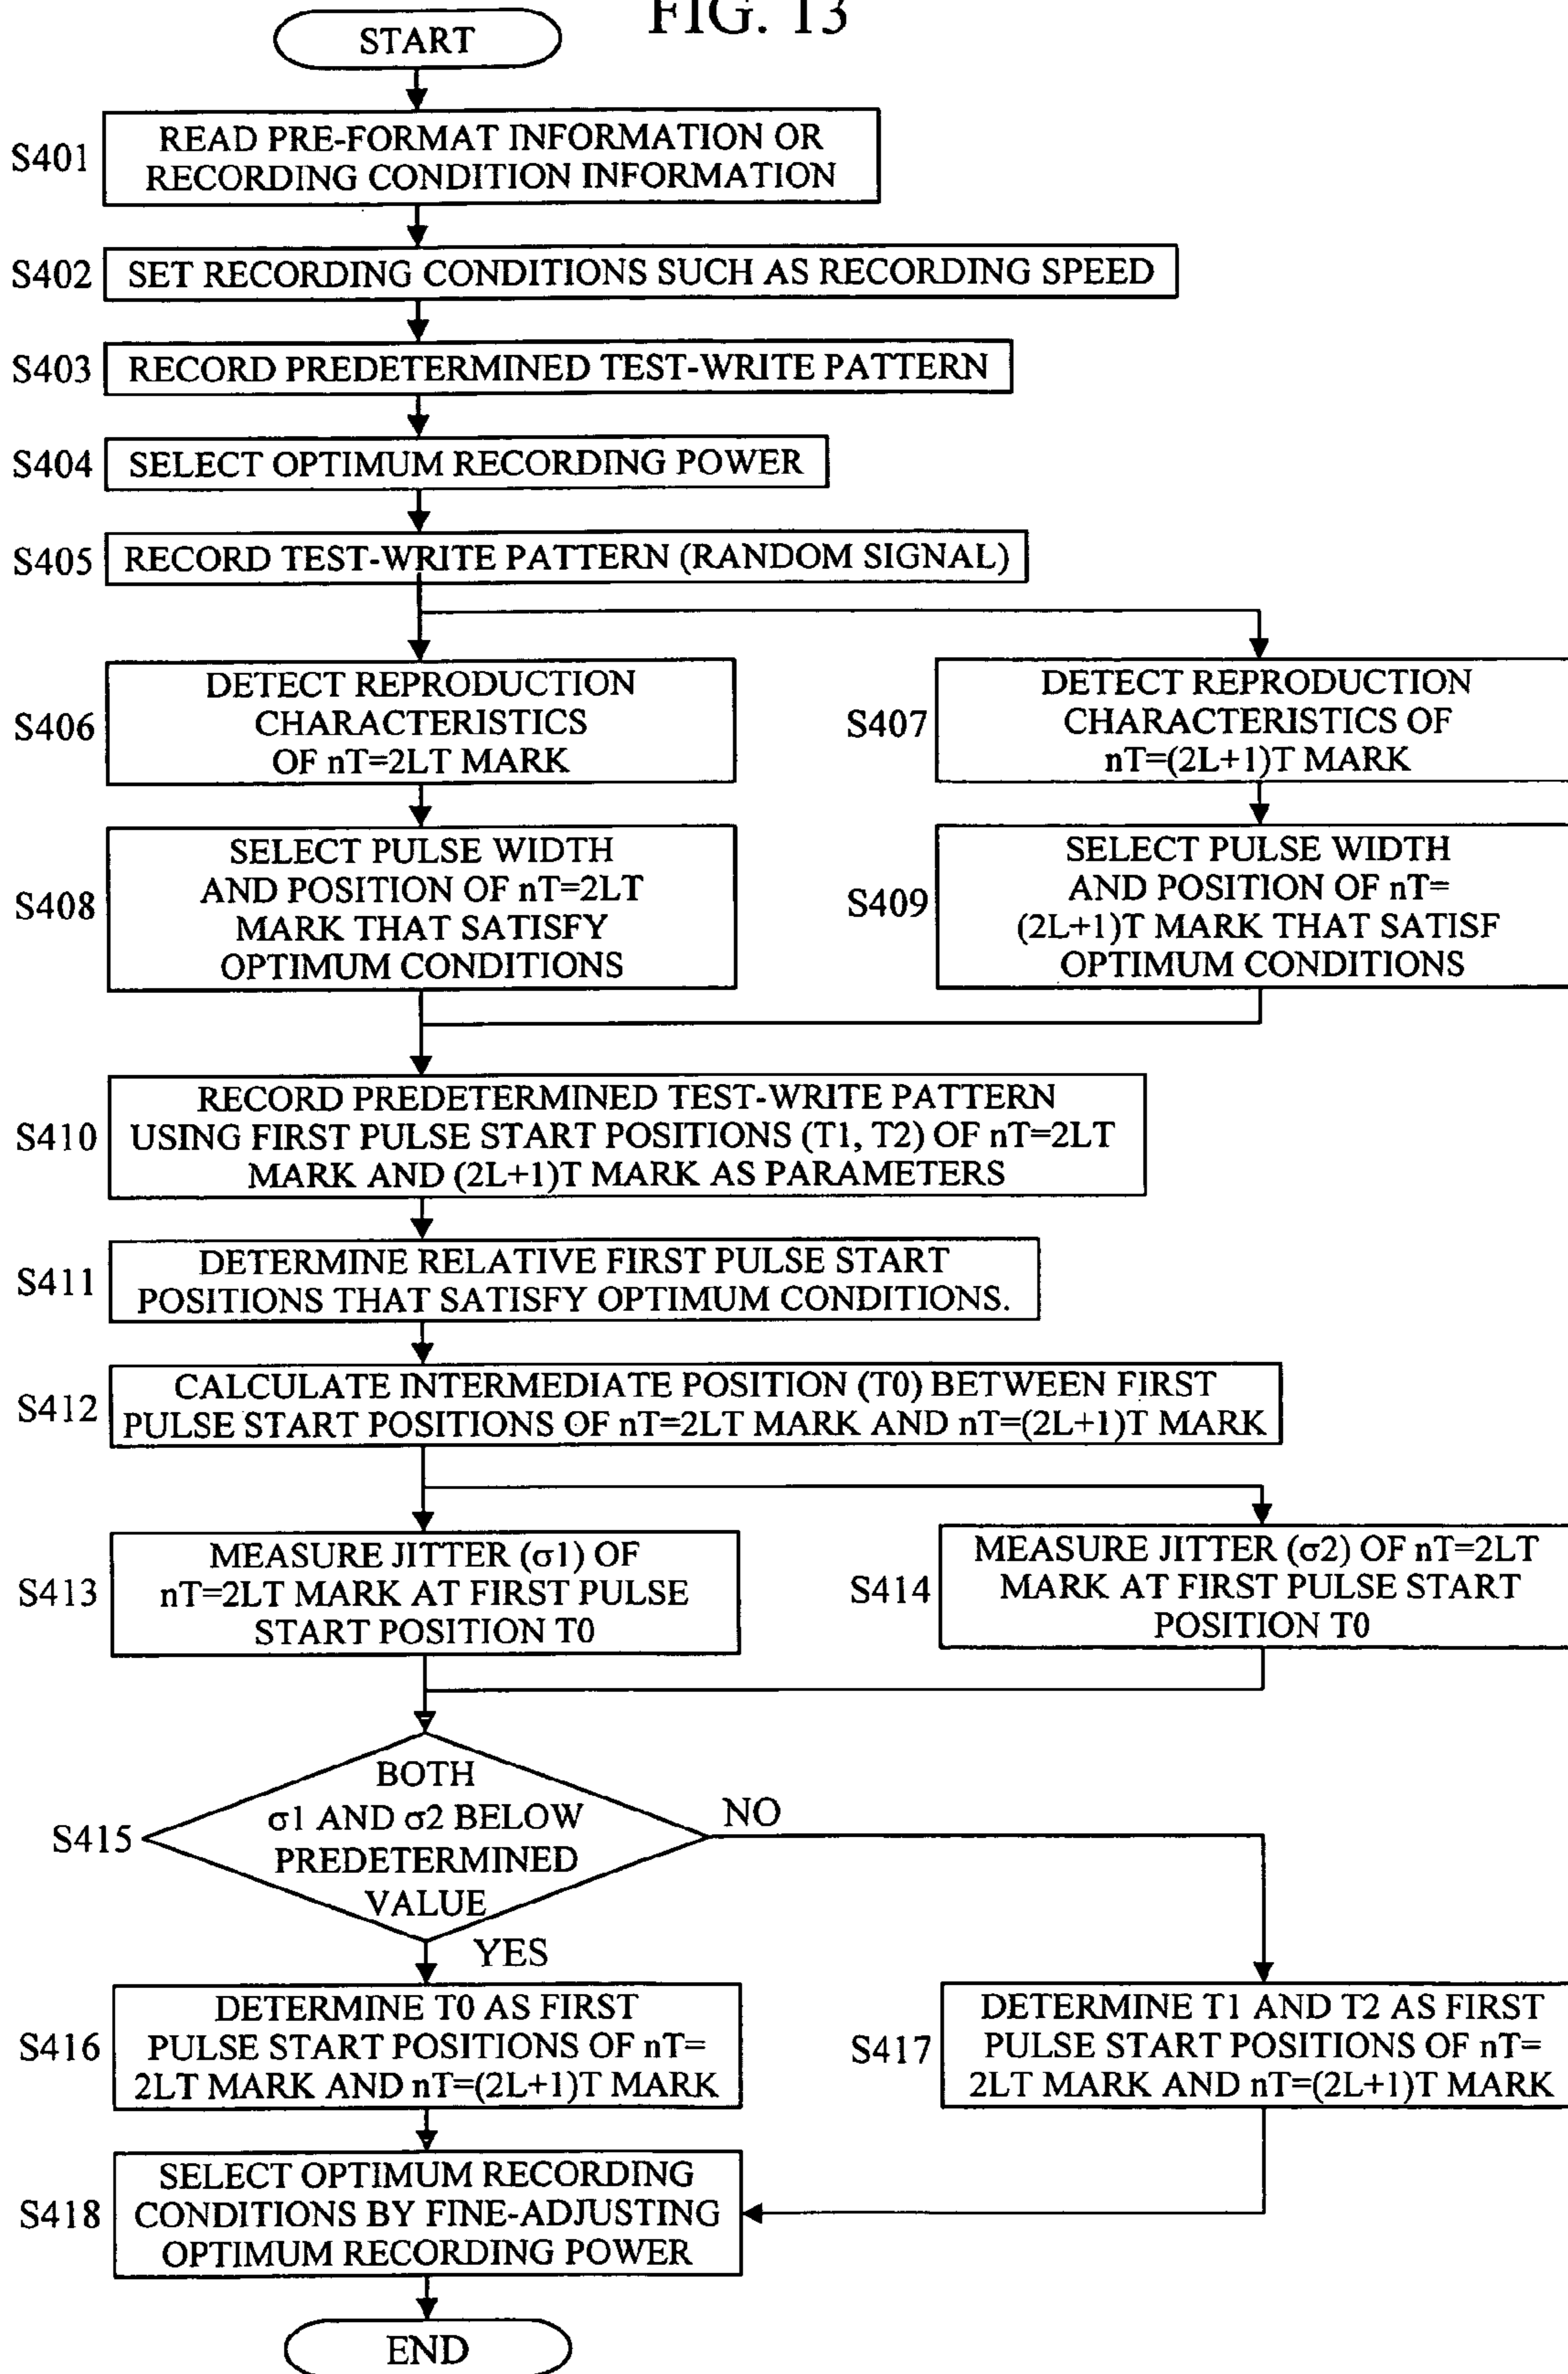 FIG. 13
START
S401
READ PRE-FORMAT INFORMATION OR
RECORDING CONDITION INFORMATION
S402
SET RECORDING CONDITIONS SUCH AS RECORDING SPEED
S403
RECORD PREDETERMINED TEST-WRITE PATTERN
S404
SELECT OPTIMUM RECORDING POWER
S405
RECORD TEST-WRITE PATTERN (RANDOM SIGNAL)
S406
DETECT REPRODUCTION
CHARACTERISTICS
OF nT=2LT MARK
S407
DETECT REPRODUCTION
CHARACTERISTICS OF
nT=(2L+1)T MARK
S408
SELECT PULSE WIDTH
AND POSITION OF nT=2LT
MARK THAT SATISFY
OPTIMUM CONDITIONS
S409
SELECT PULSE WIDTH
AND POSITION OF nT=
(2L+1)T MARK THAT SATISF
OPTIMUM CONDITIONS
S410
RECORD PREDETERMINED TEST-WRITE PATTERN
USING FIRST PULSE START POSITIONS (T1, T2) OF nT=2LT
MARK AND (2L+1)T MARK AS PARAMETERS
S411
DETERMINE RELATIVE FIRST PULSE START
POSITIONS THAT SATISFY OPTIMUM CONDITIONS.
S412
CALCULATE INTERMEDIATE POSITION (T0) BETWEEN FIRST
PULSE START POSITIONS OF nT=2LT MARK AND nT=(2L+1)T MARK
S413
MEASURE JITTER (σ1) OF
nT=2LT MARK AT FIRST PULSE
START POSITION T0
S414
MEASURE JITTER (σ2) OF nT=2LT
MARK AT FIRST PULSE START
POSITION T0
S415
BOTH
σ1 AND σ2 BELOW
PREDETERMINED
VALUE
NO
YES
S416
DETERMINE T0 AS FIRST
PULSE START POSITIONS OF nT=
2LT MARK AND nT=(2L+1)T MARK
S417
DETERMINE T1 AND T2 AS FIRST
PULSE START POSITIONS OF nT=
2LT MARK AND nT=(2L+1)T MARK
S418
SELECT OPTIMUM RECORDING
CONDITIONS BY FINE-ADJUSTING
OPTIMUM RECORDING POWER
END